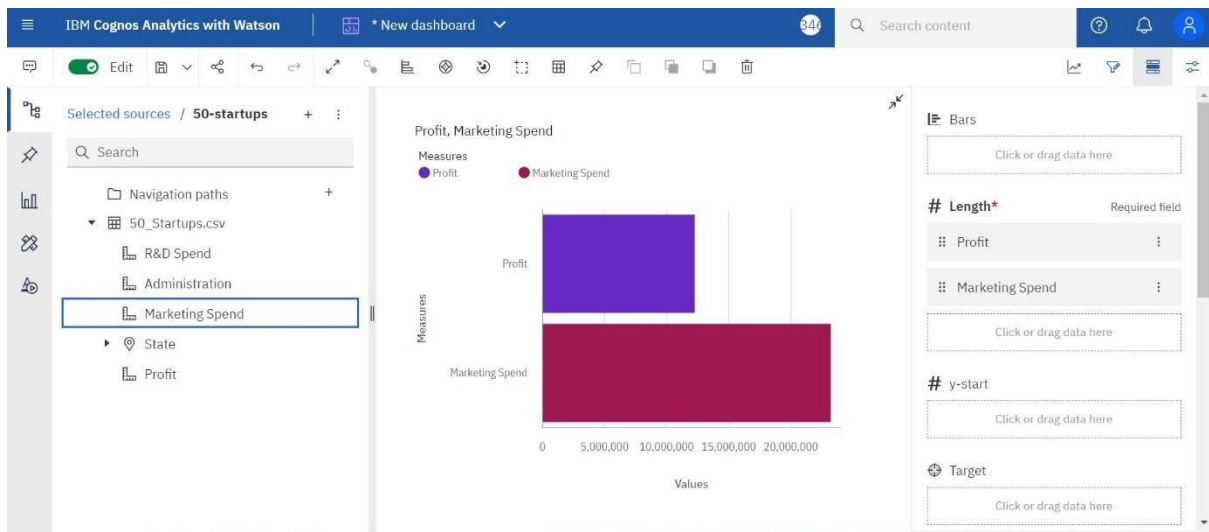 IBM Cognos Analytics with Watson
* New dashboard
Search content
Edit
Selected sources / 50-startups
Search
Navigation paths
50_Startups.csv
R&D Spend
Administration
Marketing Spend
State
Profit
Profit, Marketing Spend
Measures
Profit Marketing Spend
Profit
Marketing Spend
Measures
0 5,000,000 10,000,000 15,000,000 20,000,000
Values
Bars
Click or drag data here
# Length* Required field
Profit
Marketing Spend
Click or drag data here
# y-start
Click or drag data here
Target
Click or drag data here